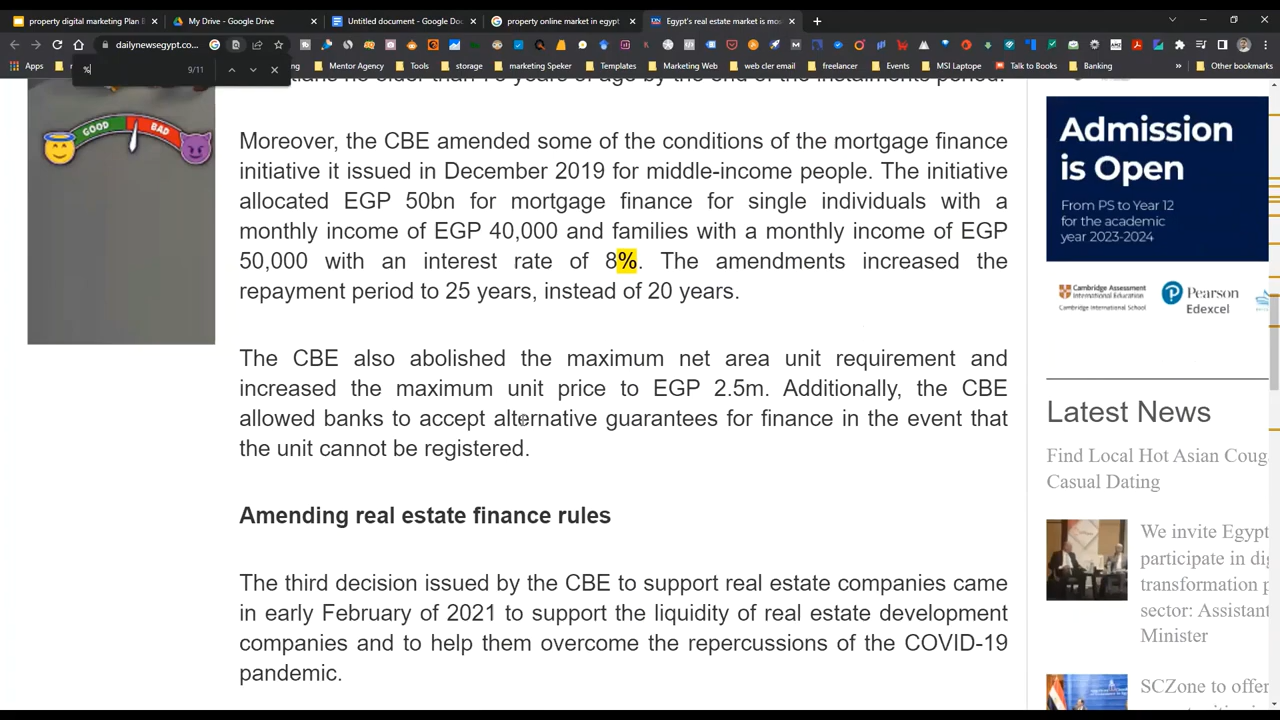 property digital marketing Plan
My Drive - Google Drive
Untitled document - Google Doc
property online market in egypt
Egypt's real estate market is mos
dailynewsegypt.c
Apps
Mentor Agency
Tools
storage
marketing Speker
Templates
Marketing Web
web cler email
freelancer
Events
MSI Laptope
Talk to Books
Banking
Other bookmarks
%
9/11
GOOD
BAD
Moreover, the CBE amended some of the conditions of the mortgage finance
initiative it issued in December 2019 for middle-income people. The initiative
allocated EGP 50bn for mortgage finance for single individuals with a
monthly income of EGP 40,000 and families with a monthly income of EGP
50,000 with an interest rate of 8%. The amendments increased the
repayment period to 25 years, instead of 20 years.
The CBE also abolished the maximum net area unit requirement and
increased the maximum unit price to EGP 2.5m. Additionally, the CBE
allowed banks to accept alternative guarantees for finance in the event that
the unit cannot be registered.
Amending real estate finance rules
The third decision issued by the CBE to support real estate companies came
in early February of 2021 to support the liquidity of real estate development
companies and to help them overcome the repercussions of the COVID-19
pandemic.
Admission
is Open
From PS to Year 12
for the academic
year 2023-2024
Cambridge Assessment
International Education
Cambridge International School
Pearson
Edexcel
Latest News
Find Local Hot Asian Coug
Casual Dating
We invite Egypt
participate in dig
transformation p
sector: Assistant
Minister
SCZone to offer